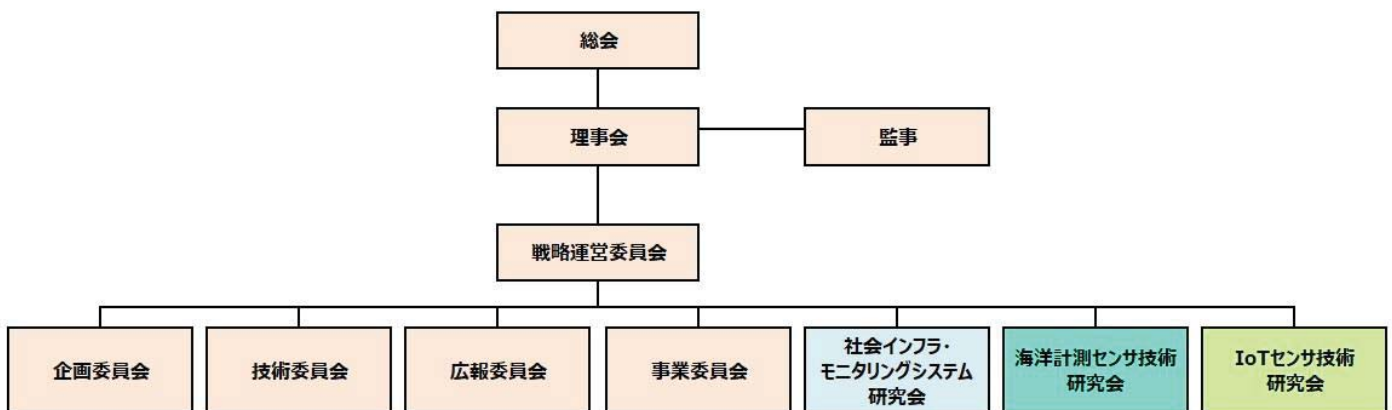 総会
理事会
監事
戦略運営委員会
企画委員会
技術委員会
広報委員会
事業委員会
社会インフラ・
モニタリングシステム
研究会
海洋計測センサ技術
研究会
IoTセンサ技術
研究会